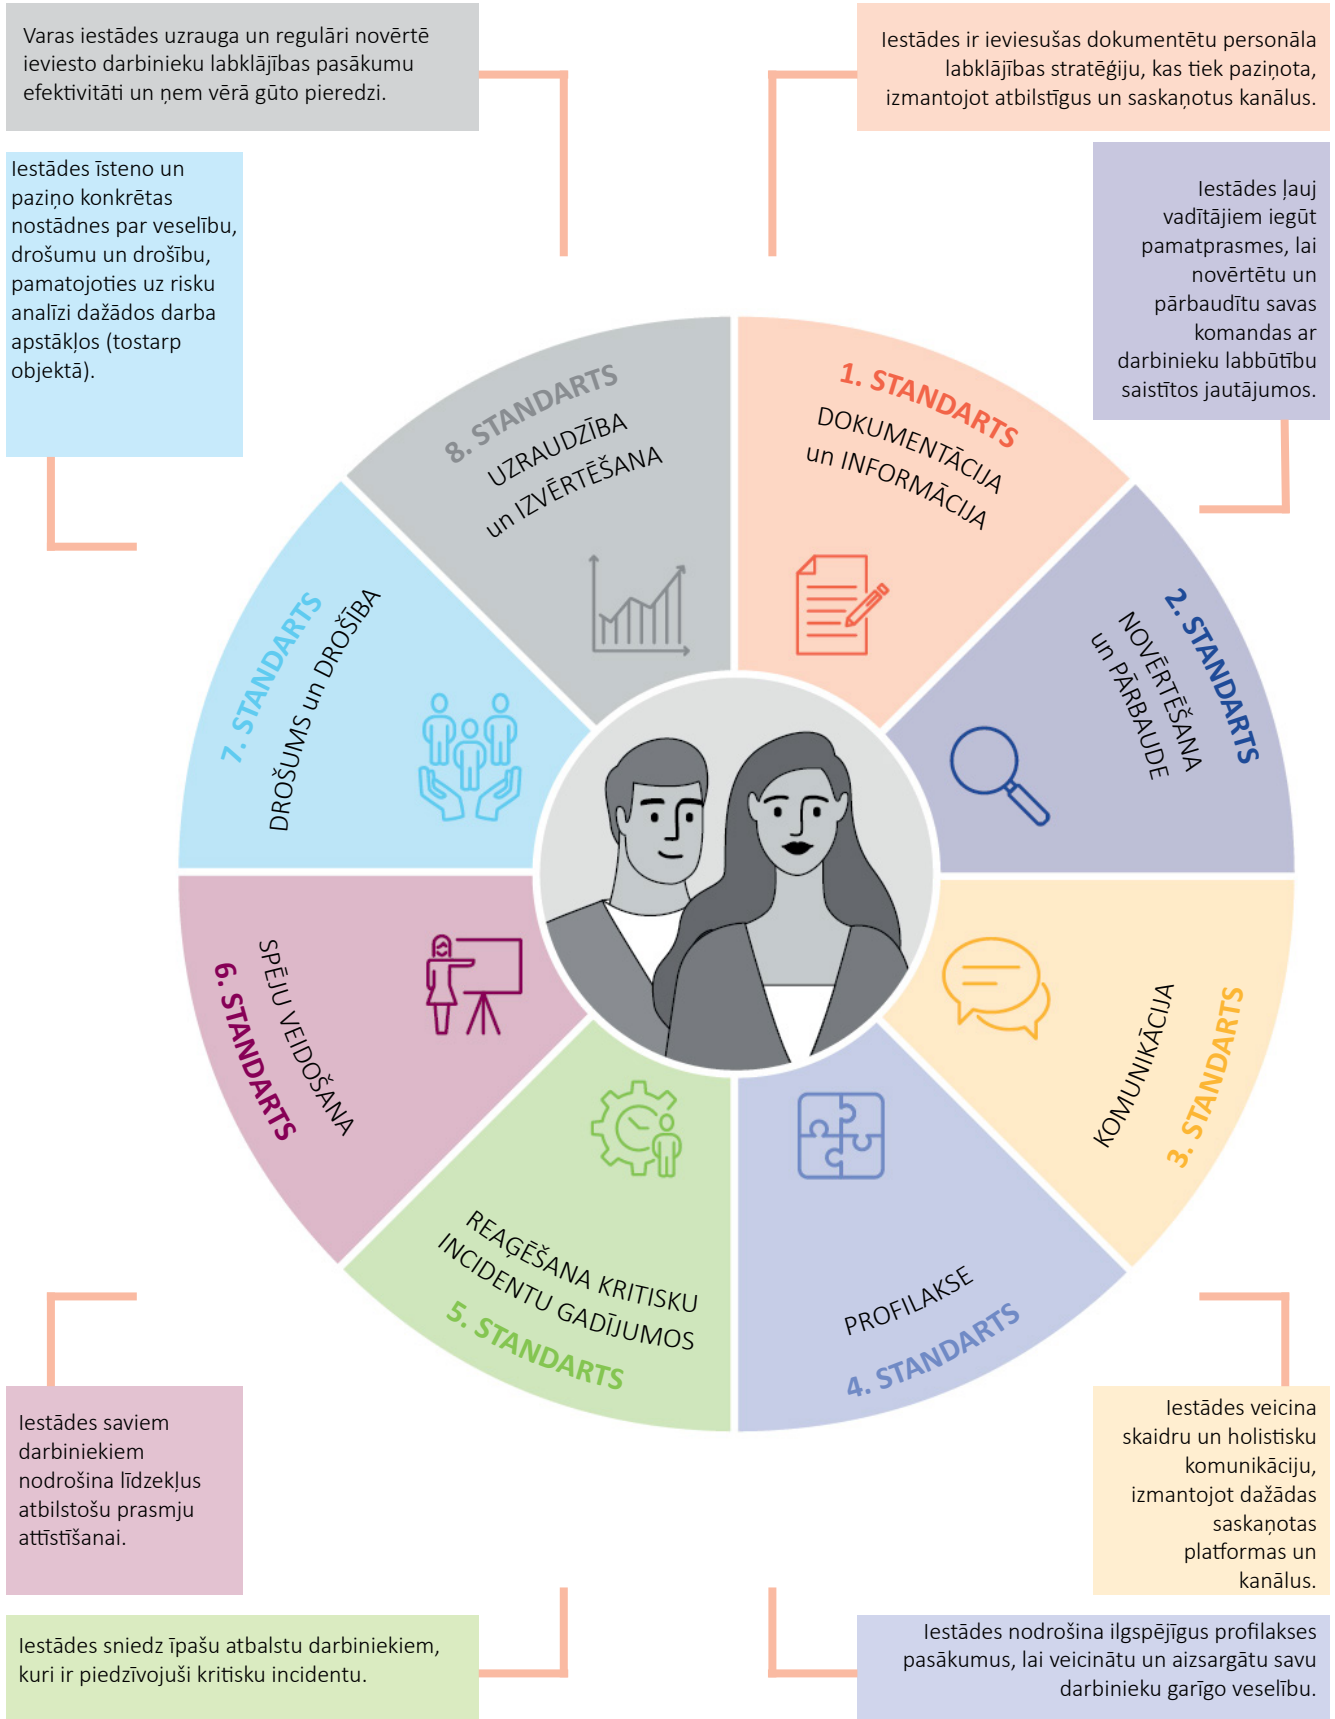 Varas iestādes uzrauga un regulāri novērtē
ieviesto darbinieku labklājības pasākumu
efektivitāti un ņem vērā gūto pieredzi.
Iestādes ir ieviesušas dokumentētu personāla
labklājības stratēģiju, kas tiek paziņota,
izmantojot atbilstīgus un saskaņotus kanālus.
Iestādes īsteno un
paziņo konkrētas
nostādnes par veselību,
drošumu un drošību,
pamatojoties uz risku
analīzi dažādos darba
apstākļos (tostarp
objektā).
Iestādes ļauj
vadītājiem iegūt
pamatprasmes, lai
novērtētu un
pārbaudītu savas
komandas ar
darbinieku labbūtību
saistītos jautājumos.
1. STANDARTS
DOKUMENTĀCIJA
un INFORMĀCIJA
2. STANDARTS
NOVĒRTĒŠANA
un PĀRBAUDE
3. STANDARTS
KOMUNIKĀCIJA
PROFILAKSE
4. STANDARTS
REAĢĒŠANA KRITISKU
INCIDENTU GADĪJUMOS
5. STANDARTS
SPĒJU VEIDOŠANA
6. STANDARTS
7. STANDARTS
DROŠUMS un DROŠĪBA
8. STANDARTS
UZRAUDZĪBA
un IZVĒRTĒŠANA
Iestādes saviem
darbiniekiem
nodrošina līdzekļus
atbilstošu prasmju
attīstīšanai.
Iestādes veicina
skaidru un holistisku
komunikāciju,
izmantojot dažādas
saskaņotas
platformas un
kanālus.
Iestādes sniedz īpašu atbalstu darbiniekiem,
kuri ir piedzīvojuši kritisku incidentu.
Iestādes nodrošina ilgspējīgus profilakses
pasākumus, lai veicinātu un aizsargātu savu
darbinieku garīgo veselību.